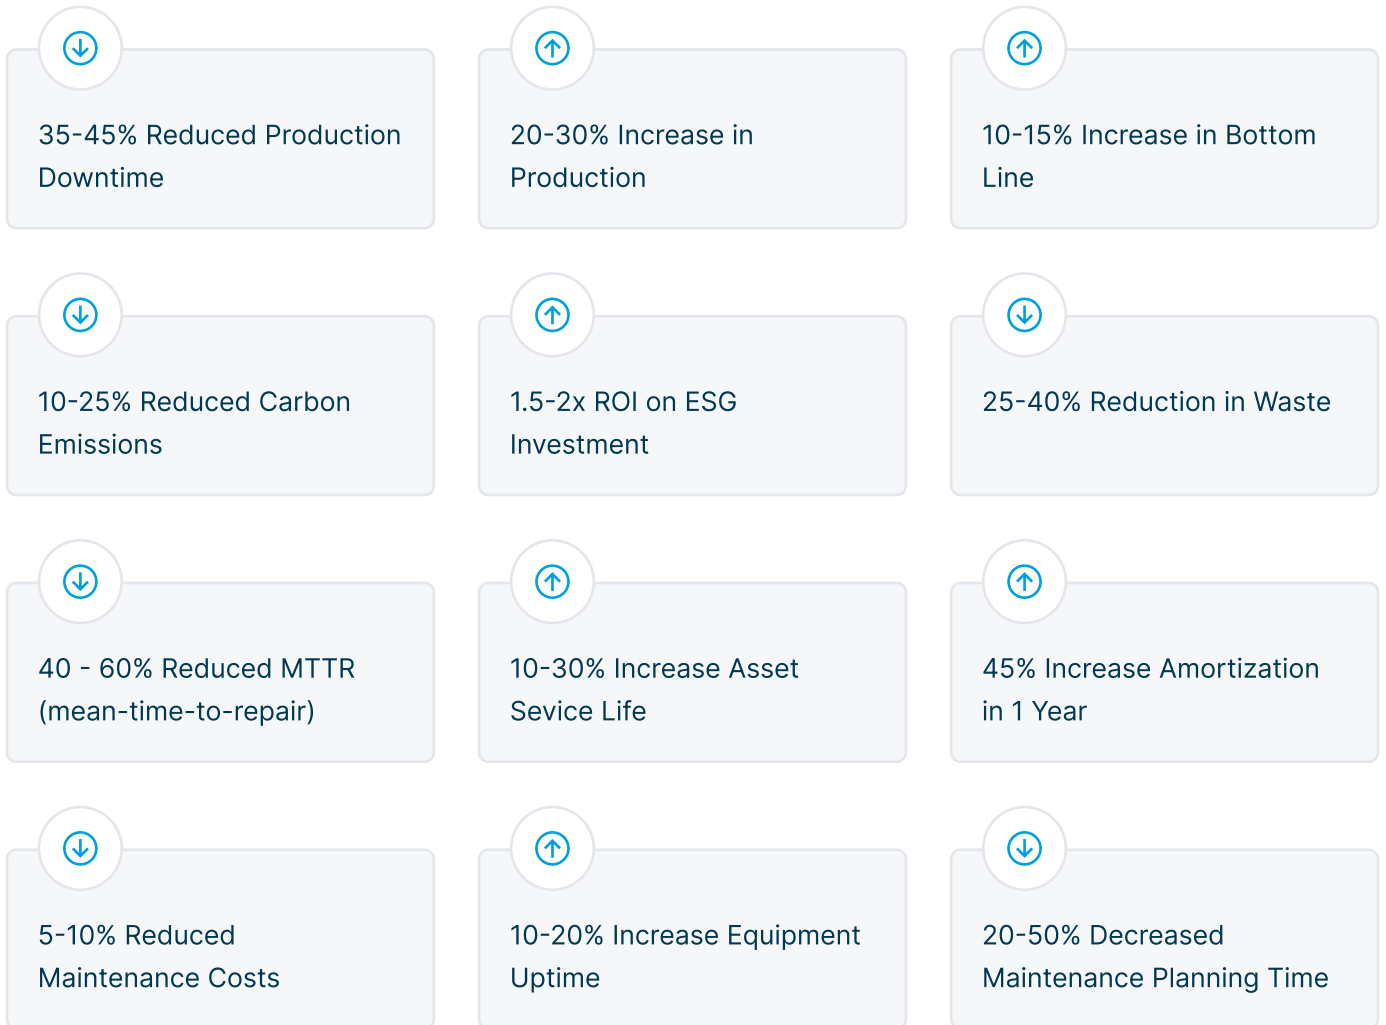 35-45% Reduced Production
Downtime
20-30% Increase in
Production
10-15% Increase in Bottom
Line
10-25% Reduced Carbon
Emissions
1.5-2x ROI on ESG
Investment
25-40% Reduction in Waste
40 - 60% Reduced MTTR
(mean-time-to-repair)
10-30% Increase Asset
Sevice Life
45% Increase Amortization
in 1 Year
5-10% Reduced
Maintenance Costs
10-20% Increase Equipment
Uptime
20-50% Decreased
Maintenance Planning Time